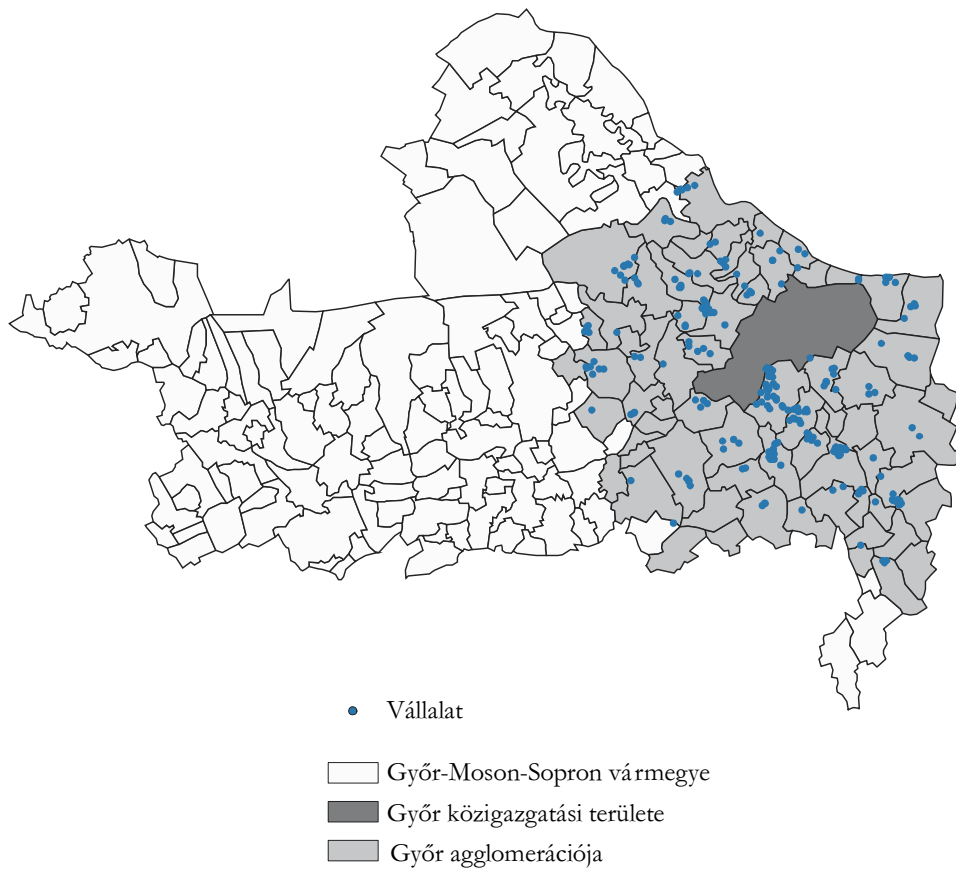 Vállalat
Győr-Moson-Sopron vármegye
Győr közigazgatási területe
Győr agglomerációja